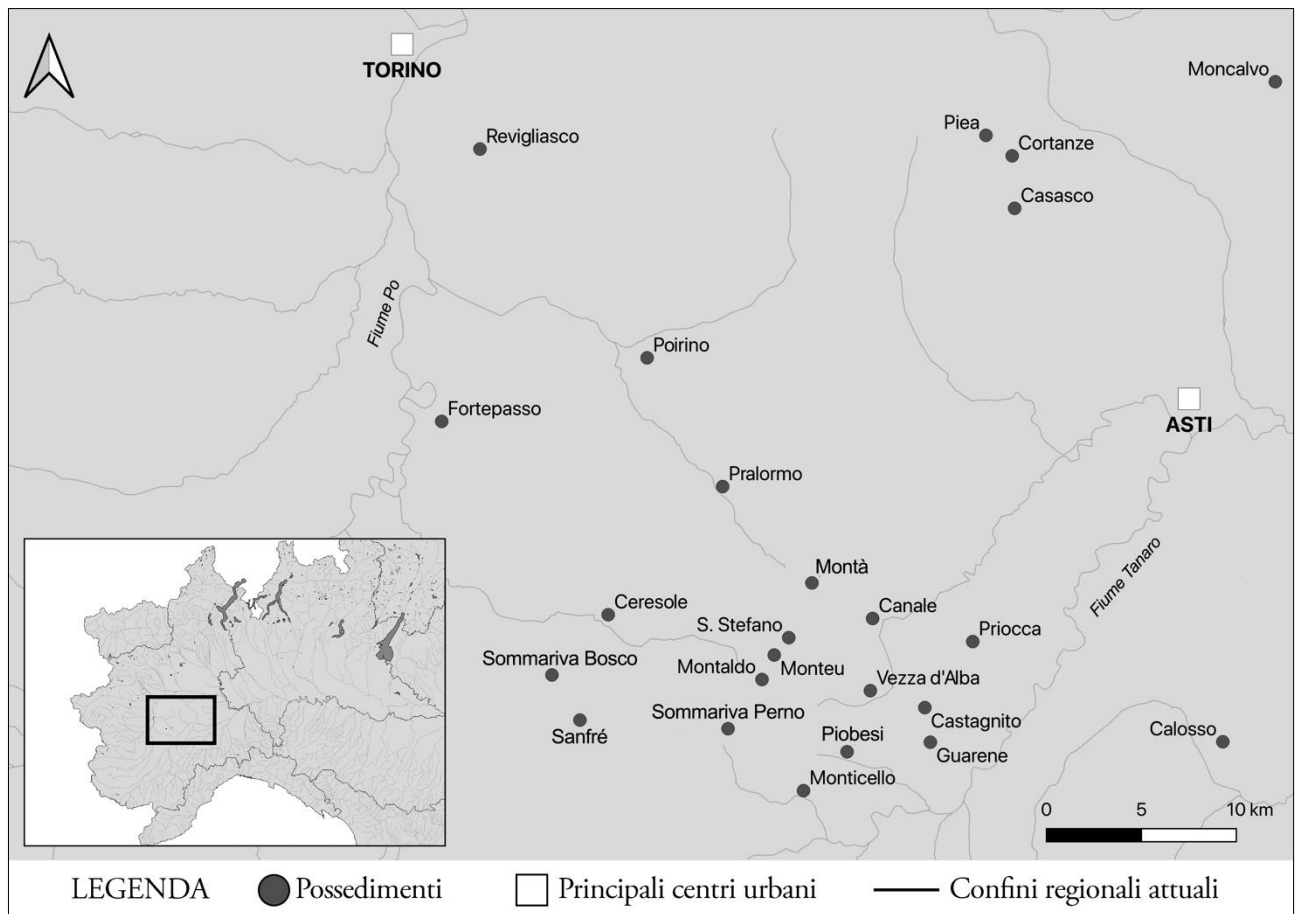 TORINO
Moncalvo
Revigliasco
Piea
Cortanze
Casasco
Fiume Po
Poirino
Fortepasso
ASTI
Pralormo
Fiume Tanaro
Montà
Ceresole
Canale
S. Stefano
Priocca
Sommariva Bosco
Montaldo
Monteu
Vezza d'Alba
Sommariva Perno
Castagnito
Sanfré
Piobesi
Guarene
Calosso
Monticello
0 5 10 km
LEGENDA Possedimenti Principali centri urbani Confini regionali attuali